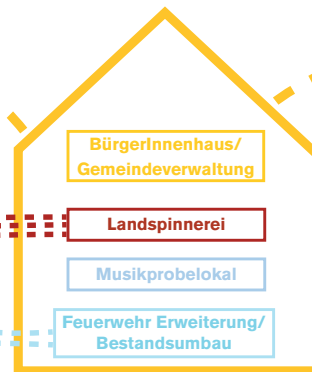 BürgerInnenhaus/
Gemeindeverwaltung
Landspinnerei
Musikprobelokal
Feuerwehr Erweiterung/
Bestandsumbau